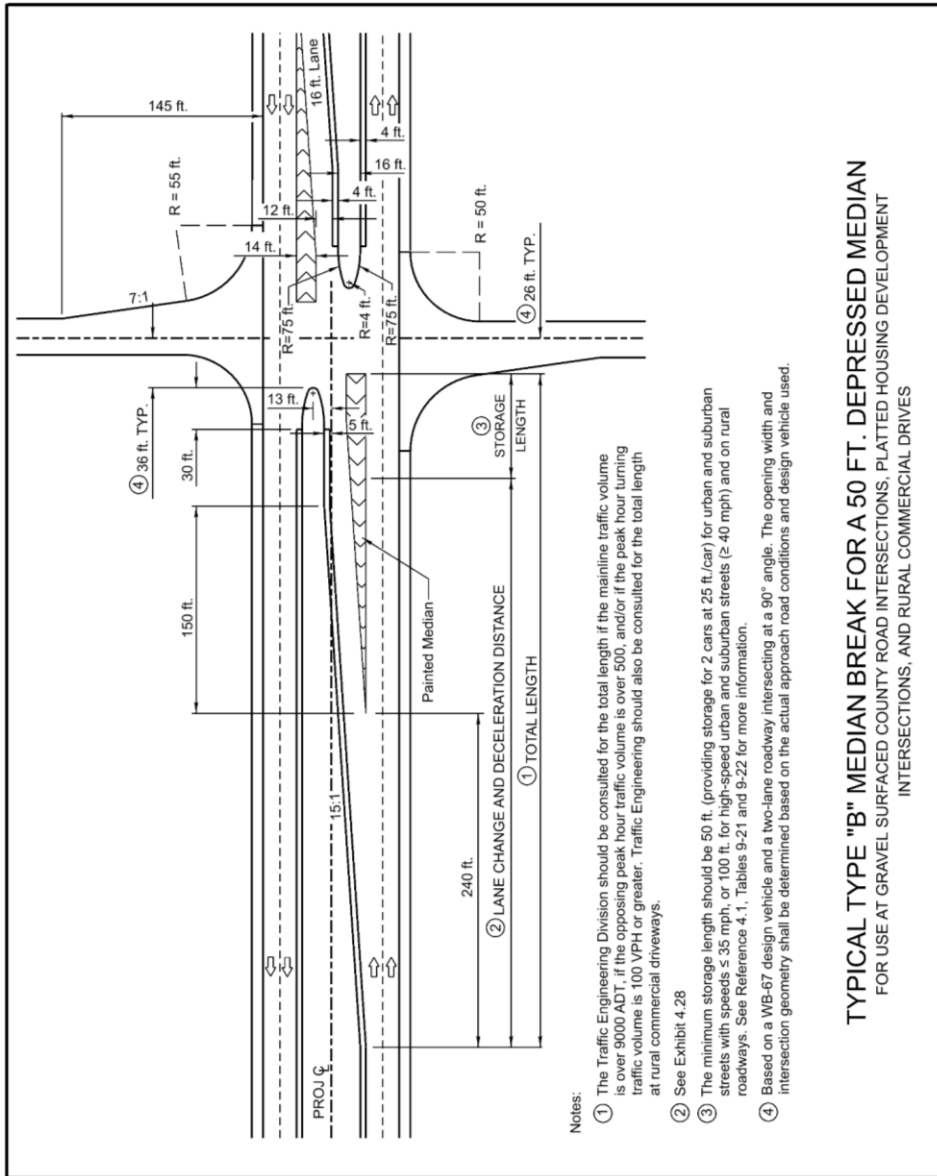 145 ft.
R = 55 ft.
7:1
16 ft. Lane
4 ft.
16 ft.
4 ft.
12 ft.
14 ft.
R=75 ft.
R=4 ft.
R=75 ft.
R = 50 ft.
④ 26 ft. TYP.
④ 36 ft. TYP.
30 ft.
13 ft.
5 ft.
③
STORAGE
LENGTH
150 ft.
Painted Median
15:1
240 ft.
② LANE CHANGE AND DECELERATION DISTANCE
① TOTAL LENGTH
PROJ ℄
Notes:
① The Traffic Engineering Division should be consulted for the total length if the mainline traffic volume
is over 9000 ADT, if the opposing peak hour traffic volume is over 500, and/or if the peak hour turning
traffic volume is 100 VPH or greater. Traffic Engineering should also be consulted for the total length
at rural commercial driveways.
② See Exhibit 4.28
③ The minimum storage length should be 50 ft. (providing storage for 2 cars at 25 ft./car) for urban and suburban
streets with speeds ≤ 35 mph, or 100 ft. for high-speed urban and suburban streets (≥ 40 mph) and on rural
roadways. See Reference 4.1, Tables 9-21 and 9-22 for more information.
④ Based on a WB-67 design vehicle and a two-lane roadway intersecting at a 90° angle. The opening width and
intersection geometry shall be determined based on the actual approach road conditions and design vehicle used.
TYPICAL TYPE "B" MEDIAN BREAK FOR A 50 FT. DEPRESSED MEDIAN
FOR USE AT GRAVEL SURFACED COUNTY ROAD INTERSECTIONS, PLATTED HOUSING DEVELOPMENT
INTERSECTIONS, AND RURAL COMMERCIAL DRIVES